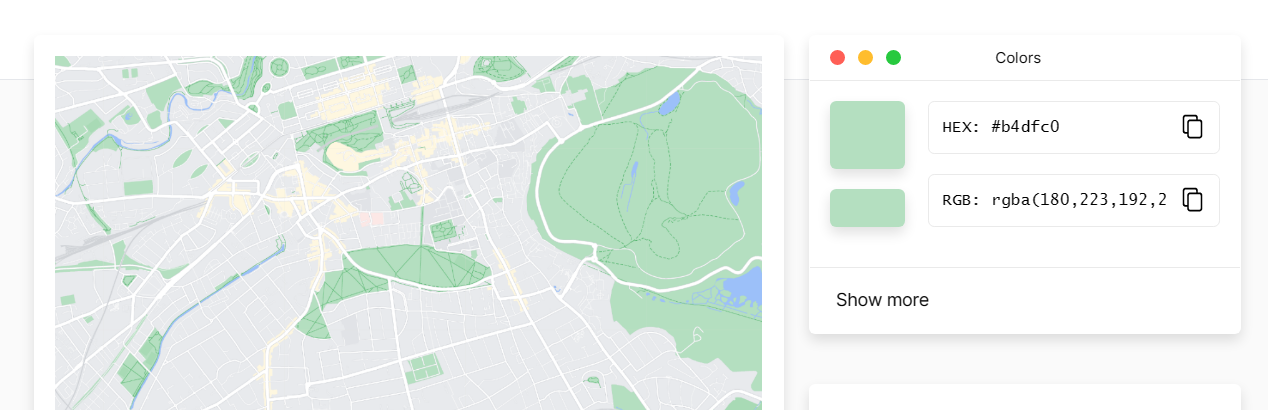 Colors
HEX: #b4dfc0
RGB: rgba(180,223,192,2
Show more